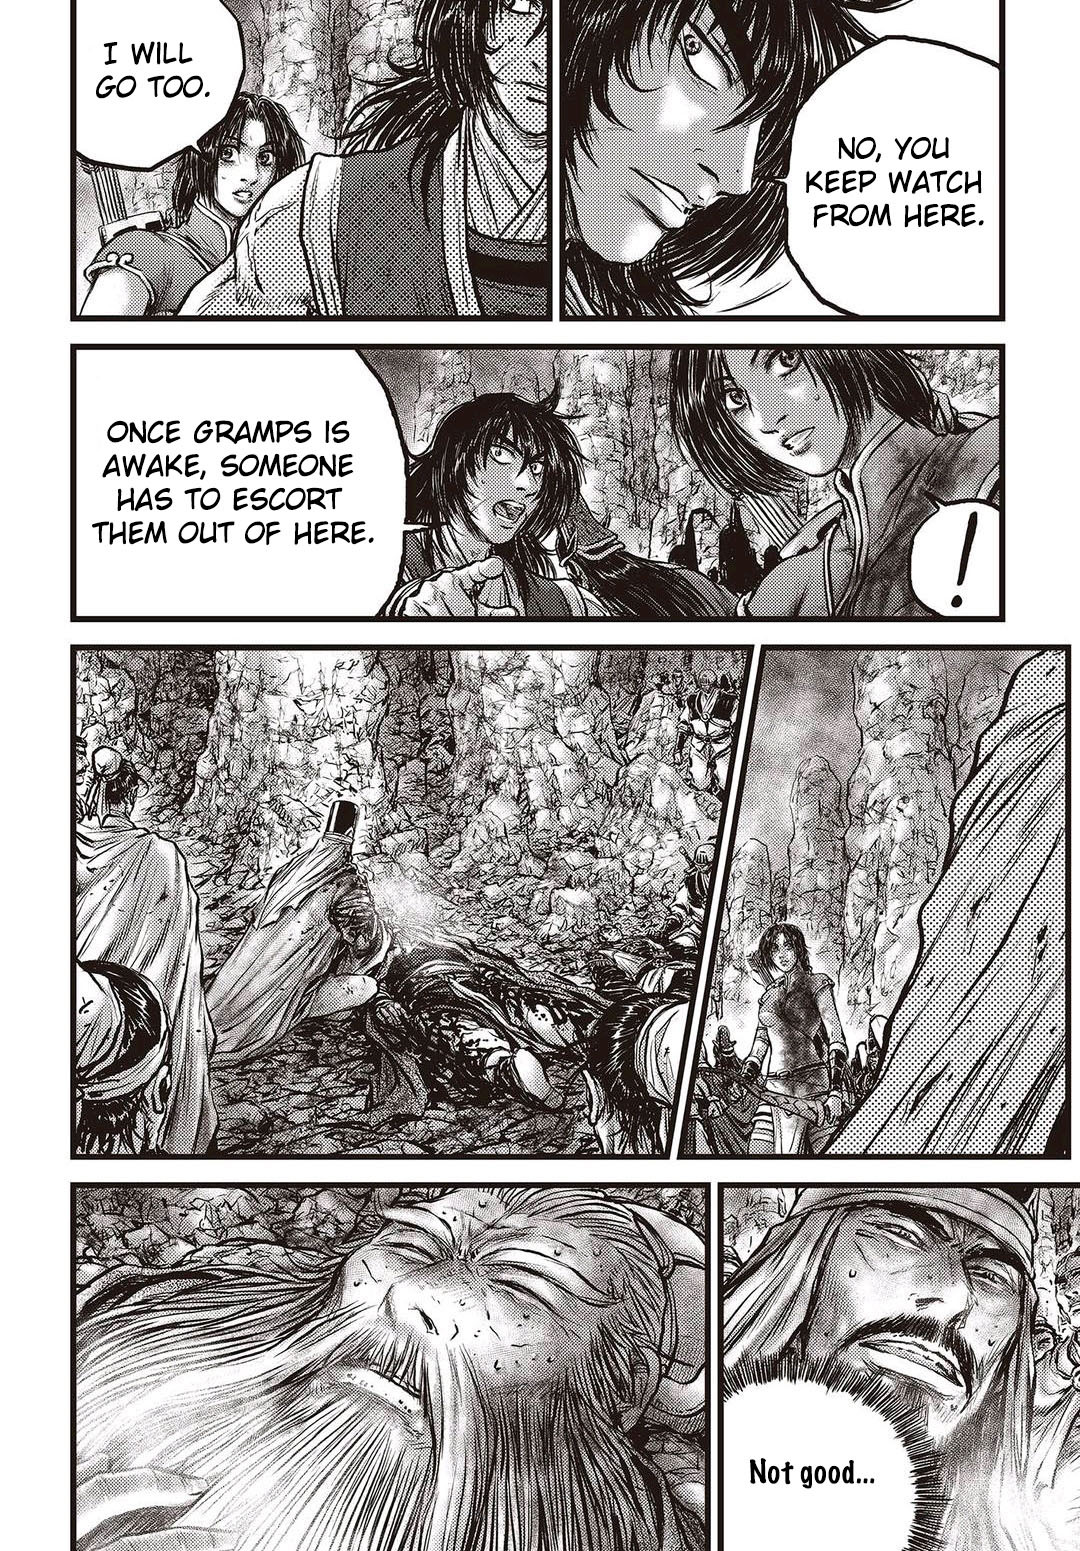 I WILL
GO TOO.
NO, YOU
KEEP WATCH
FROM HERE.
ONCE GRAMPS IS
AWAKE, SOMEONE
HAS TO ESCORT
THEM OUT OF HERE.
!
Not good...